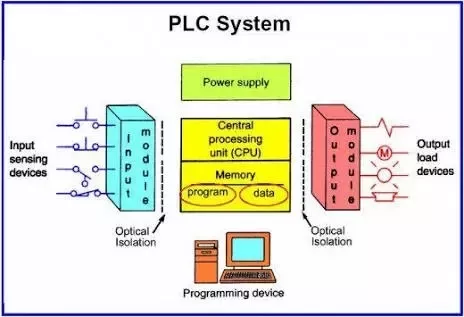 PLC System
Power supply
Input
sensing
devices
Input
module
Central
processing
unit (CPU)
Memory
program data
Output
module
M
Output
load
devices
Optical
Isolation
Optical
Isolation
Programming device